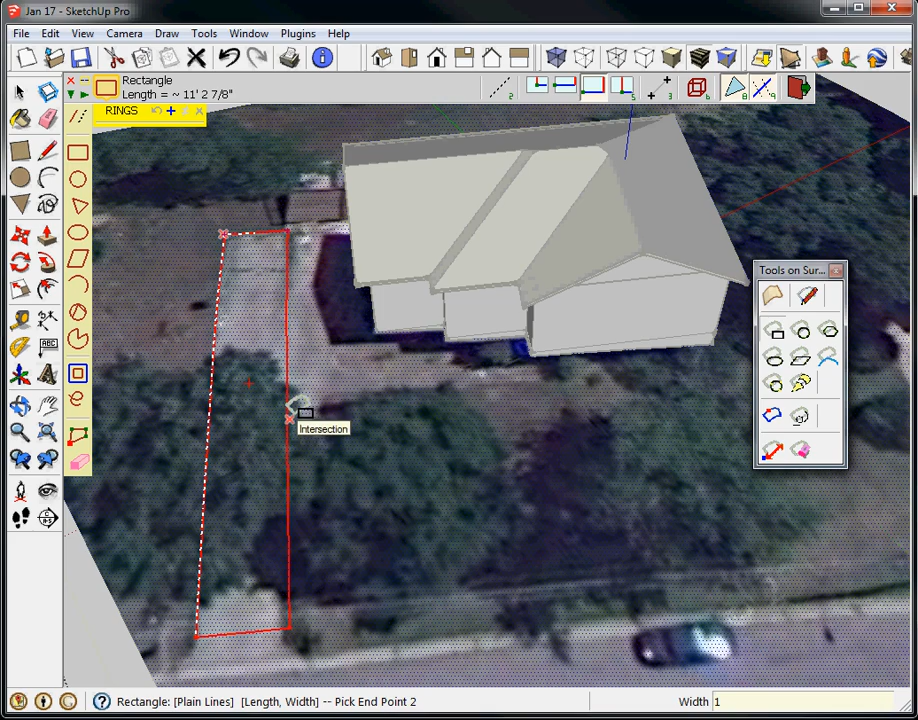 Jan 17 - SketchUp Pro
File Edit View Camera Draw Tools Window Plugins Help
Rectangle
Length = ~ 11' 2 7/8"
RINGS
Tools on Sur...
Intersection
Rectangle: [Plain Lines] [Length, Width] -- Pick End Point 2
Width 1